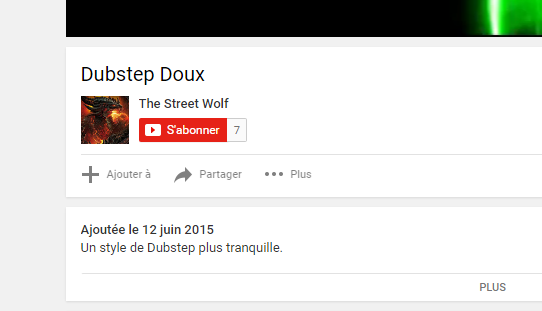 Dubstep Doux
The Street Wolf
S'abonner 7
Ajouter à Partager Plus
Ajoutée le 12 juin 2015
Un style de Dubstep plus tranquille.
PLUS